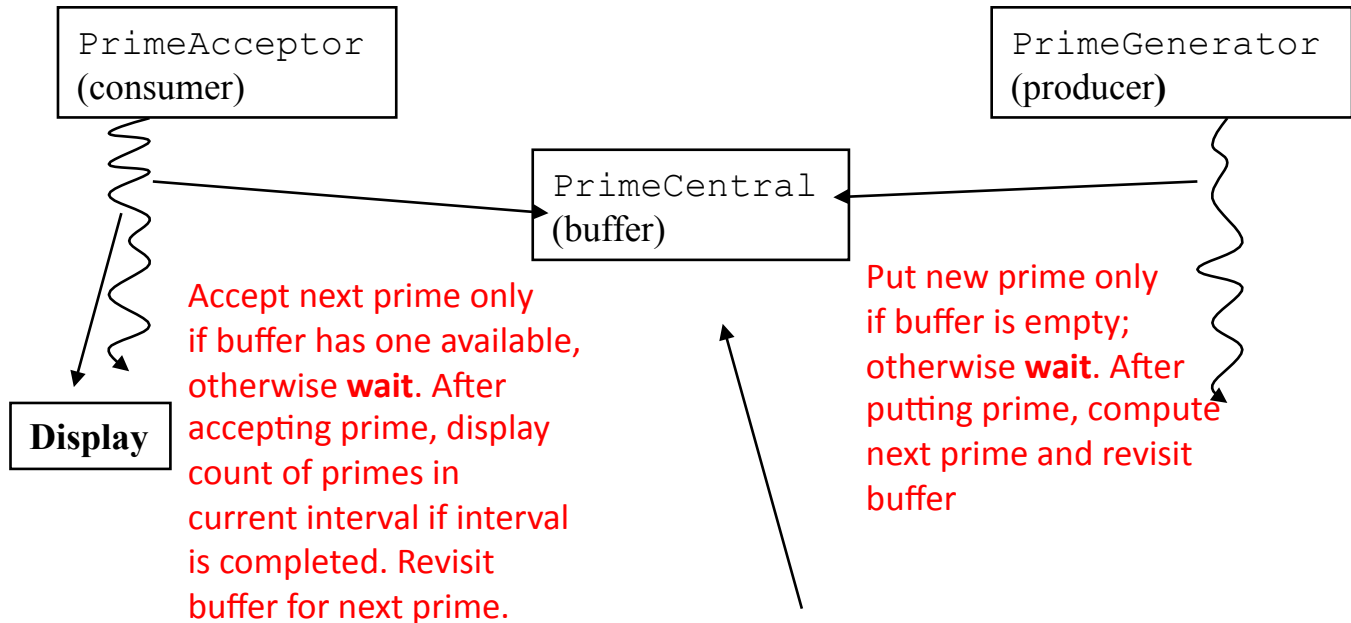 PrimeAcceptor
(consumer)
PrimeGenerator
(producer)
PrimeCentral
(buffer)
Accept next prime only
if buffer has one available,
otherwise wait. After
accepting prime, display
count of primes in
current interval if interval
is completed. Revisit
buffer for next prime.
Put new prime only
if buffer is empty;
otherwise wait. After
putting prime, compute
next prime and revisit
buffer
Display